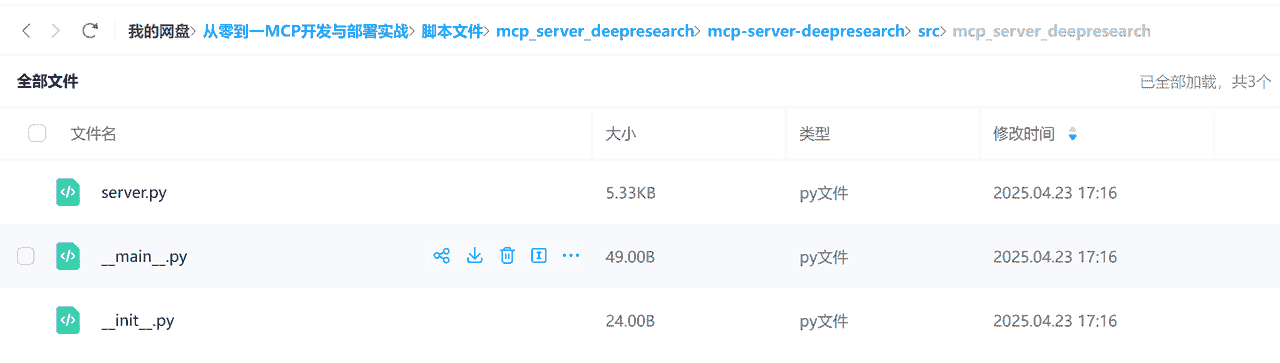 我的网盘> 从零到一MCP开发与部署实战> 脚本文件> mcp_server_deepresearch> mcp-server-deepresearch> src> mcp_server_deepresearch
全部文件 已全部加载，共3个
文件名 大小 类型 修改时间
server.py 5.33KB py文件 2025.04.23 17:16
__main__.py 49.00B py文件 2025.04.23 17:16
__init__.py 24.00B py文件 2025.04.23 17:16